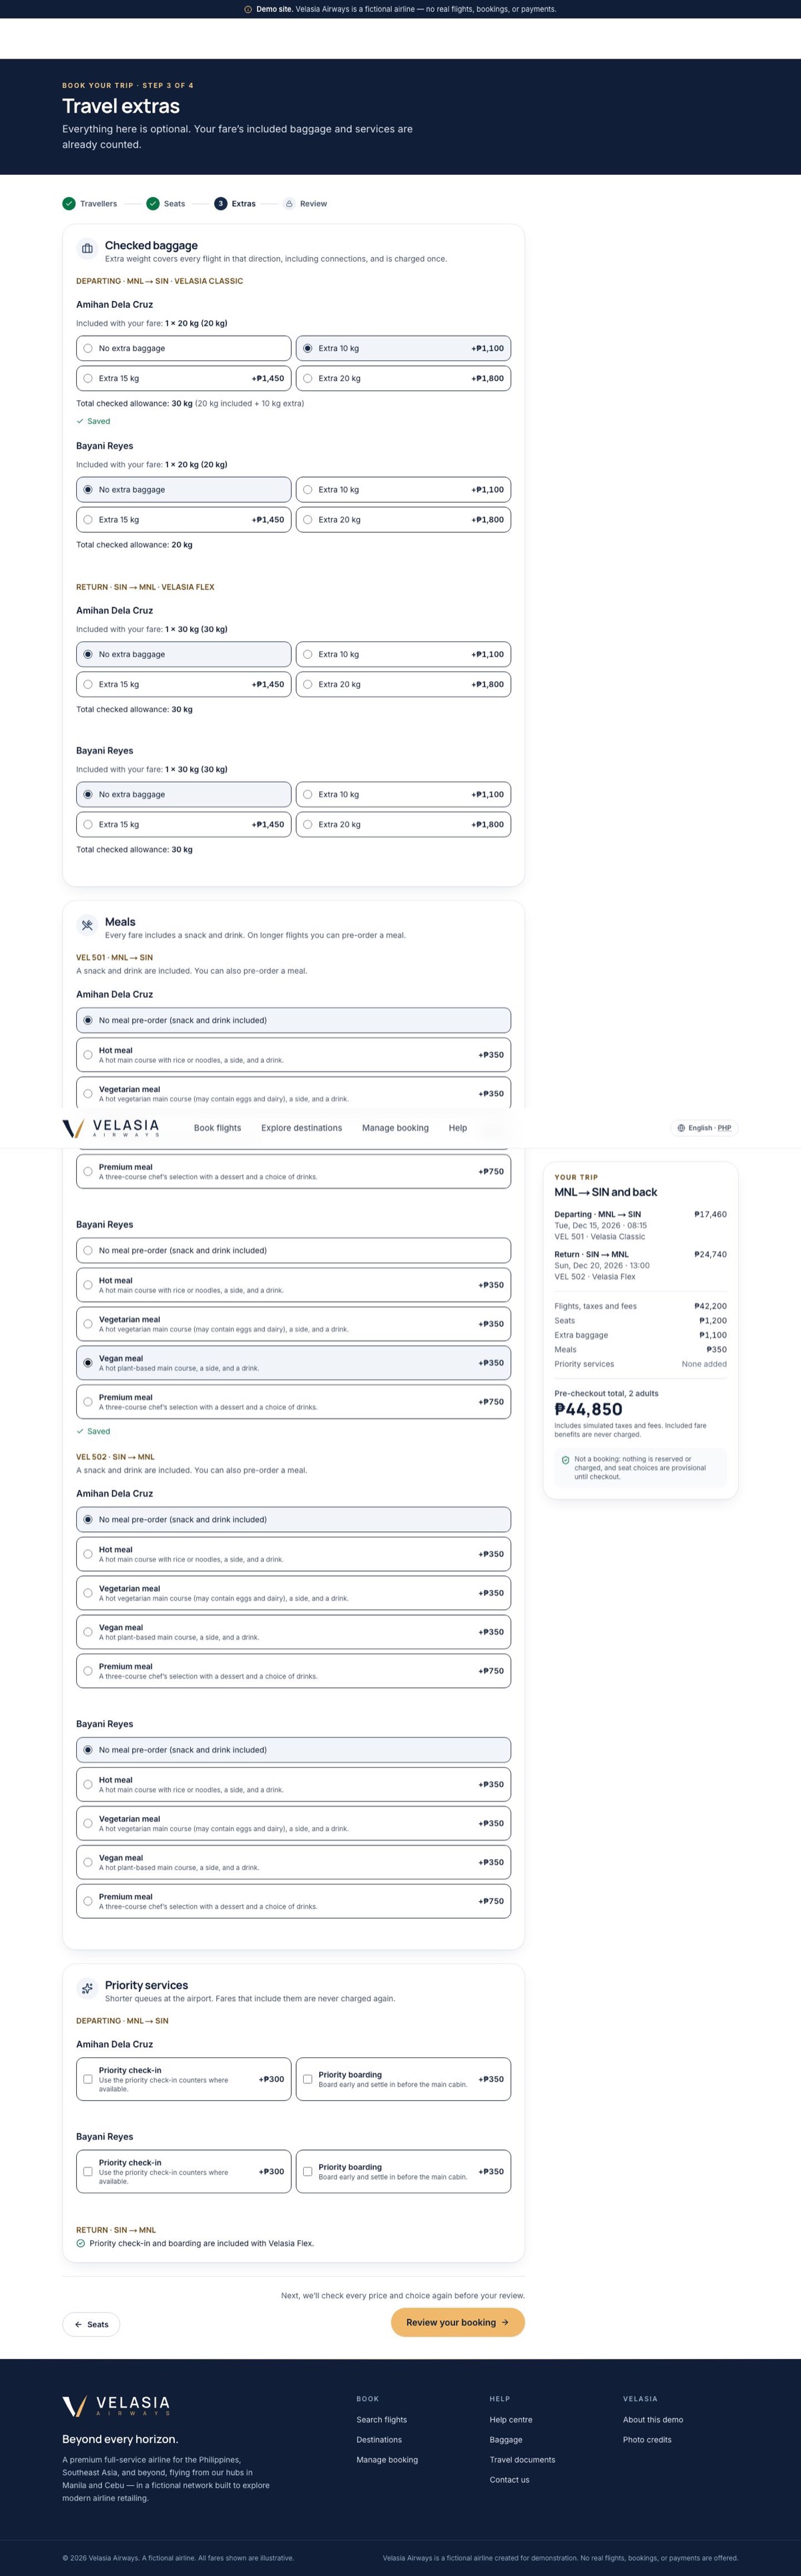 Demo site. Velasia Airways is a fictional airline — no real flights, bookings, or payments.
BOOK YOUR TRIP · STEP 3 OF 4
Travel extras
Everything here is optional. Your fare's included baggage and services are
already counted.
Travellers
Seats
3 Extras
Review
Checked baggage
Extra weight covers every flight in that direction, including connections, and is charged once.
DEPARTING · MNL → SIN · VELASIA CLASSIC
Amihan Dela Cruz
Included with your fare: 1 × 20 kg (20 kg)
No extra baggage
Extra 10 kg +₱1,100
Extra 15 kg +₱1,450
Extra 20 kg +₱1,800
Total checked allowance: 30 kg (20 kg included + 10 kg extra)
Saved
Bayani Reyes
Included with your fare: 1 × 20 kg (20 kg)
No extra baggage
Extra 10 kg +₱1,100
Extra 15 kg +₱1,450
Extra 20 kg +₱1,800
Total checked allowance: 20 kg
RETURN · SIN → MNL · VELASIA FLEX
Amihan Dela Cruz
Included with your fare: 1 × 30 kg (30 kg)
No extra baggage
Extra 10 kg +₱1,100
Extra 15 kg +₱1,450
Extra 20 kg +₱1,800
Total checked allowance: 30 kg
Bayani Reyes
Included with your fare: 1 × 30 kg (30 kg)
No extra baggage
Extra 10 kg +₱1,100
Extra 15 kg +₱1,450
Extra 20 kg +₱1,800
Total checked allowance: 30 kg
Meals
Every fare includes a snack and drink. On longer flights you can pre-order a meal.
VEL 501 · MNL → SIN
A snack and drink are included. You can also pre-order a meal.
Amihan Dela Cruz
No meal pre-order (snack and drink included)
Hot meal +₱350
A hot main course with rice or noodles, a side, and a drink.
Vegetarian meal +₱350
A hot vegetarian main course (may contain eggs and dairy), a side, and a drink.
VELASIA
AIRWAYS
Book flights
Explore destinations
Manage booking
Help
English · PHP
Premium meal +₱750
A three-course chef's selection with a dessert and a choice of drinks.
Bayani Reyes
No meal pre-order (snack and drink included)
Hot meal +₱350
A hot main course with rice or noodles, a side, and a drink.
Vegetarian meal +₱350
A hot vegetarian main course (may contain eggs and dairy), a side, and a drink.
Vegan meal +₱350
A hot plant-based main course, a side, and a drink.
Premium meal +₱750
A three-course chef's selection with a dessert and a choice of drinks.
Saved
VEL 502 · SIN → MNL
A snack and drink are included. You can also pre-order a meal.
Amihan Dela Cruz
No meal pre-order (snack and drink included)
Hot meal +₱350
A hot main course with rice or noodles, a side, and a drink.
Vegetarian meal +₱350
A hot vegetarian main course (may contain eggs and dairy), a side, and a drink.
Vegan meal +₱350
A hot plant-based main course, a side, and a drink.
Premium meal +₱750
A three-course chef's selection with a dessert and a choice of drinks.
Bayani Reyes
No meal pre-order (snack and drink included)
Hot meal +₱350
A hot main course with rice or noodles, a side, and a drink.
Vegetarian meal +₱350
A hot vegetarian main course (may contain eggs and dairy), a side, and a drink.
Vegan meal +₱350
A hot plant-based main course, a side, and a drink.
Premium meal +₱750
A three-course chef's selection with a dessert and a choice of drinks.
YOUR TRIP
MNL → SIN and back
Departing · MNL → SIN ₱17,460
Tue, Dec 15, 2026 · 08:15
VEL 501 · Velasia Classic
Return · SIN → MNL ₱24,740
Sun, Dec 20, 2026 · 13:00
VEL 502 · Velasia Flex
Flights, taxes and fees ₱42,200
Seats ₱1,200
Extra baggage ₱1,100
Meals ₱350
Priority services None added
Pre-checkout total, 2 adults
₱44,850
Includes simulated taxes and fees. Included fare
benefits are never charged.
Not a booking: nothing is reserved or
charged, and seat choices are provisional
until checkout.
Priority services
Shorter queues at the airport. Fares that include them are never charged again.
DEPARTING · MNL → SIN
Amihan Dela Cruz
Priority check-in +₱300
Use the priority check-in counters where
available.
Priority boarding +₱350
Board early and settle in before the main cabin.
Bayani Reyes
Priority check-in +₱300
Use the priority check-in counters where
available.
Priority boarding +₱350
Board early and settle in before the main cabin.
RETURN · SIN → MNL
Priority check-in and boarding are included with Velasia Flex.
Next, we'll check every price and choice again before your review.
← Seats
Review your booking →
VELASIA
AIRWAYS
Beyond every horizon.
A premium full-service airline for the Philippines,
Southeast Asia, and beyond, flying from our hubs in
Manila and Cebu — in a fictional network built to explore
modern airline retailing.
BOOK
Search flights
Destinations
Manage booking
HELP
Help centre
Baggage
Travel documents
Contact us
VELASIA
About this demo
Photo credits
© 2026 Velasia Airways. A fictional airline. All fares shown are illustrative.
Velasia Airways is a fictional airline created for demonstration. No real flights, bookings, or payments are offered.